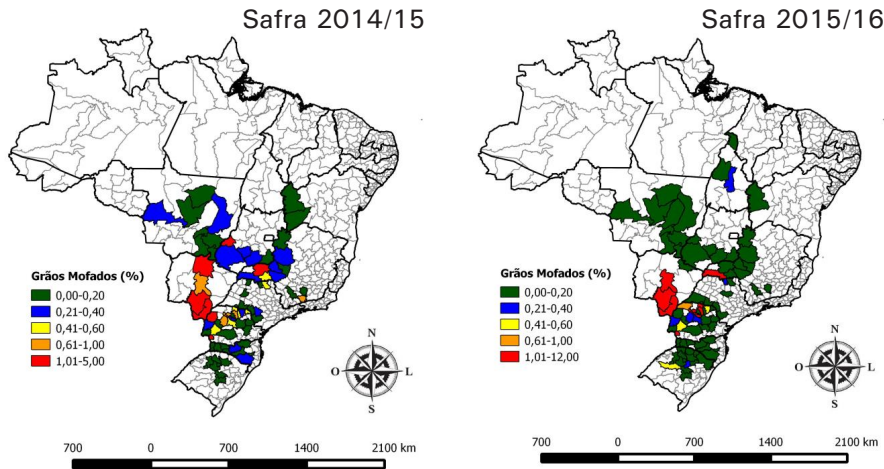 Safra 2014/15
Grãos Mofados (%)
0,00-0,20
0,21-0,40
0,41-0,60
0,61-1,00
1,01-5,00
N
O
L
S
700 0 700 1400 2100 km
Safra 2015/16
Grãos Mofados (%)
0,00-0,20
0,21-0,40
0,41-0,60
0,61-1,00
1,01-12,00
N
O
L
S
700 0 700 1400 2100 km